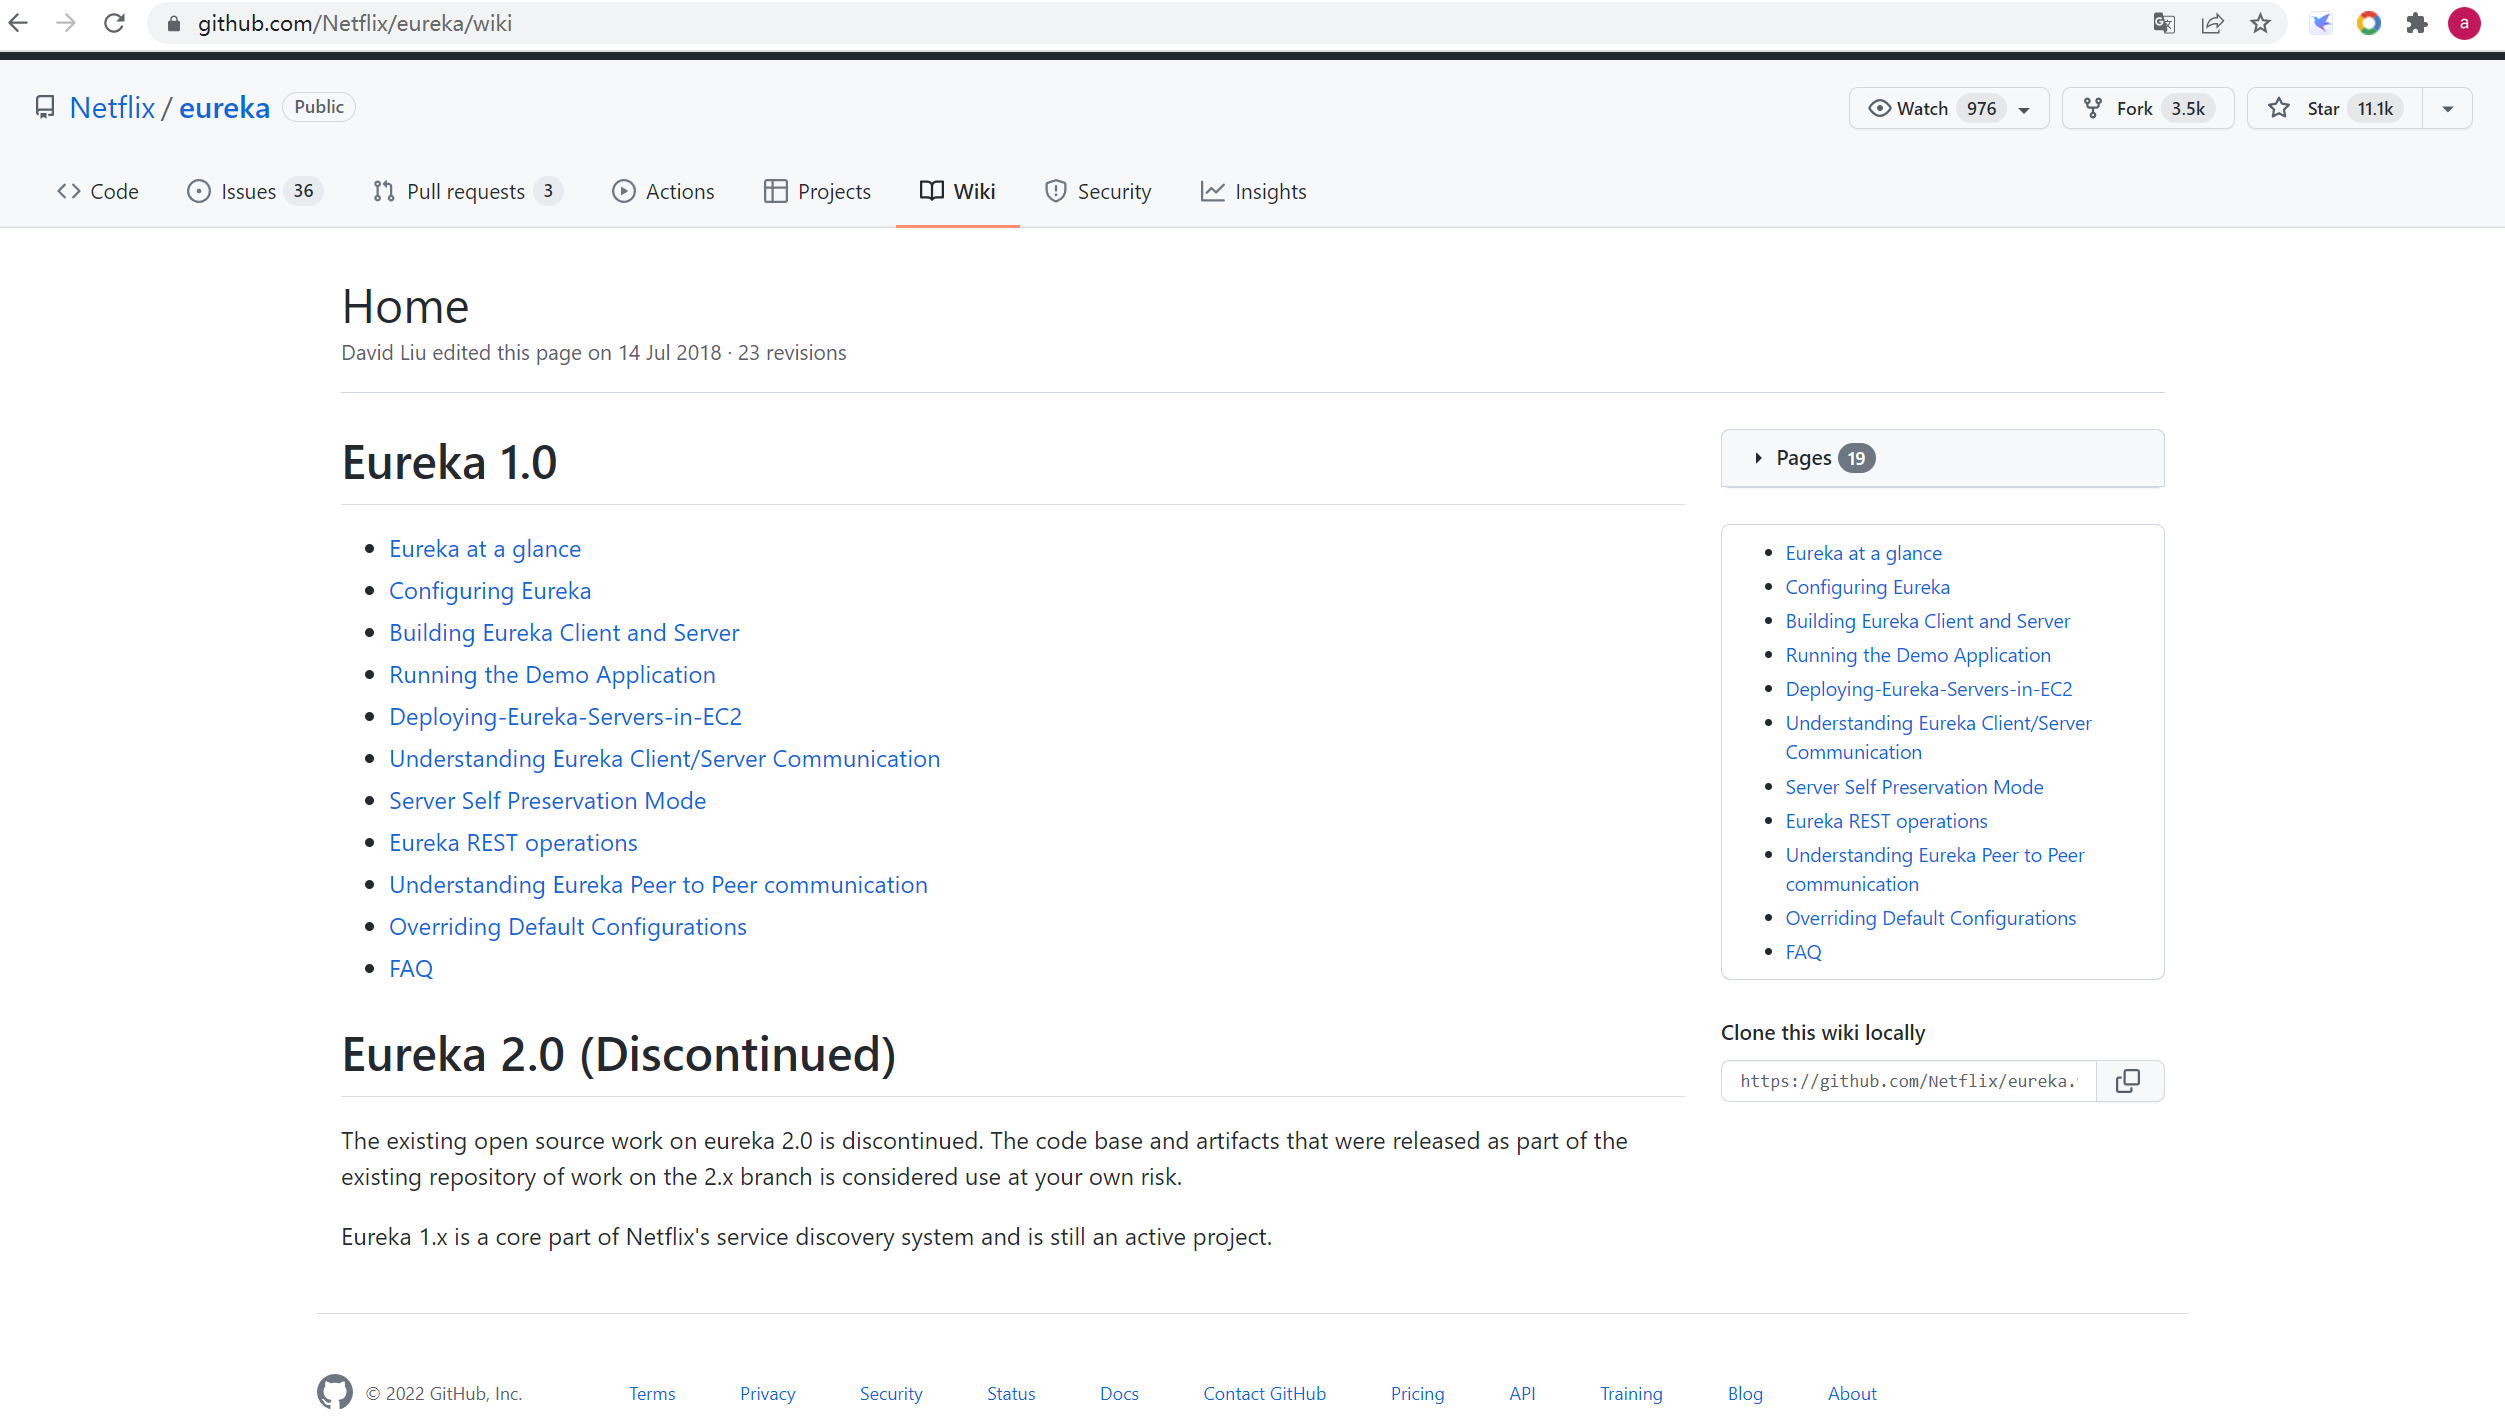 github.com/Netflix/eureka/wiki
a
Netflix / eureka Public
Watch 976
Fork 3.5k
Star 11.1k
Code
Issues 36
Pull requests 3
Actions
Projects
Wiki
Security
Insights
Home
David Liu edited this page on 14 Jul 2018 · 23 revisions
Eureka 1.0
Eureka at a glance
Configuring Eureka
Building Eureka Client and Server
Running the Demo Application
Deploying-Eureka-Servers-in-EC2
Understanding Eureka Client/Server Communication
Server Self Preservation Mode
Eureka REST operations
Understanding Eureka Peer to Peer communication
Overriding Default Configurations
FAQ
Eureka 2.0 (Discontinued)
The existing open source work on eureka 2.0 is discontinued. The code base and artifacts that were released as part of the
existing repository of work on the 2.x branch is considered use at your own risk.
Eureka 1.x is a core part of Netflix's service discovery system and is still an active project.
Pages 19
Eureka at a glance
Configuring Eureka
Building Eureka Client and Server
Running the Demo Application
Deploying-Eureka-Servers-in-EC2
Understanding Eureka Client/Server
Communication
Server Self Preservation Mode
Eureka REST operations
Understanding Eureka Peer to Peer
communication
Overriding Default Configurations
FAQ
Clone this wiki locally
https://github.com/Netflix/eureka.
© 2022 GitHub, Inc.
Terms
Privacy
Security
Status
Docs
Contact GitHub
Pricing
API
Training
Blog
About